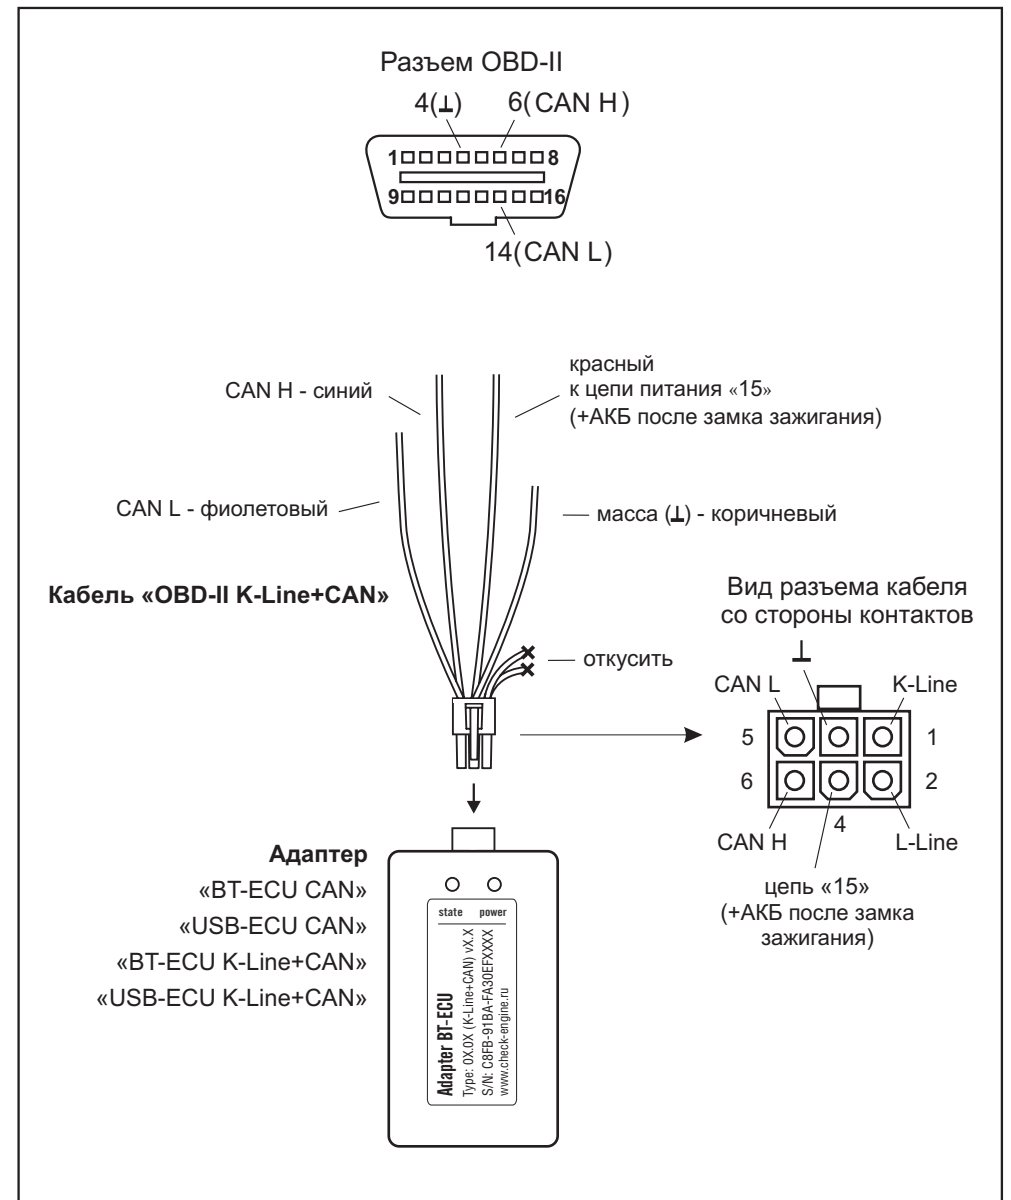 Разъем OBD-II
4(⊥) 6(CAN H)
1 8
9 16
14(CAN L)
красный
к цепи питания «15»
(+АКБ после замка зажигания)
CAN H - синий
CAN L - фиолетовый
масса (⊥) - коричневый
Кабель «OBD-II K-Line+CAN»
откусить
Вид разъема кабеля
со стороны контактов
⊥
CAN L K-Line
5 1
6 2
4
CAN H L-Line
цепь «15»
(+АКБ после замка
зажигания)
Адаптер
«BT-ECU CAN»
«USB-ECU CAN»
«BT-ECU K-Line+CAN»
«USB-ECU K-Line+CAN»
state power
Adapter BT-ECU
Type: 0X.0X (K-Line+CAN) vX.X
S/N: C8FB-91BA-FA30EFXXXX
www.check-engine.ru